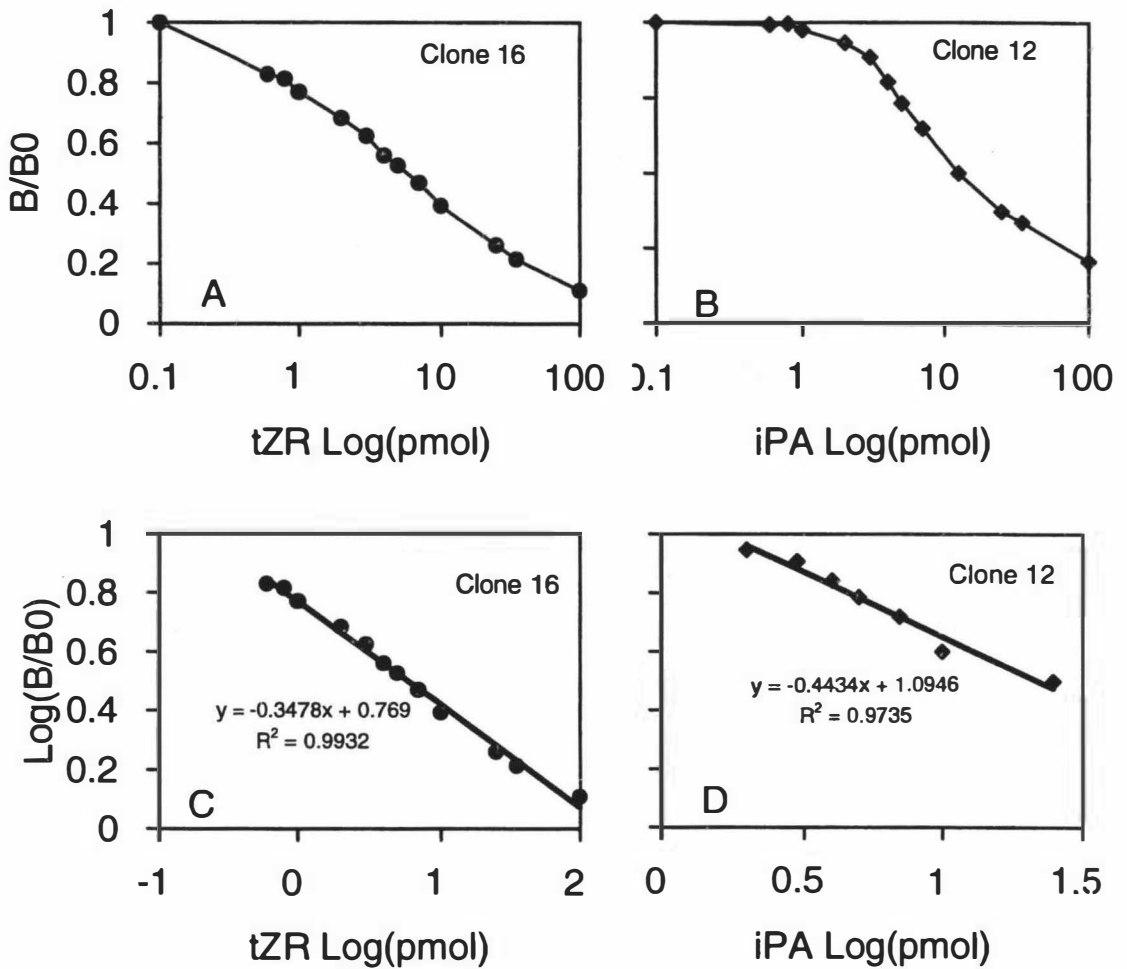 1
0.8
0.6
0.4
0.2
0
B/B0
Clone 16
A
0.1 1 10 100
tZR Log(pmol)
Clone 12
B
0.1 1 10 100
iPA Log(pmol)
1
0.8
0.6
0.4
0.2
0
Log(B/B0)
Clone 16
y = -0.3478x + 0.769
R² = 0.9932
C
-1 0 1 2
tZR Log(pmol)
Clone 12
y = -0.4434x + 1.0946
R² = 0.9735
D
0 0.5 1 1.5
iPA Log(pmol)